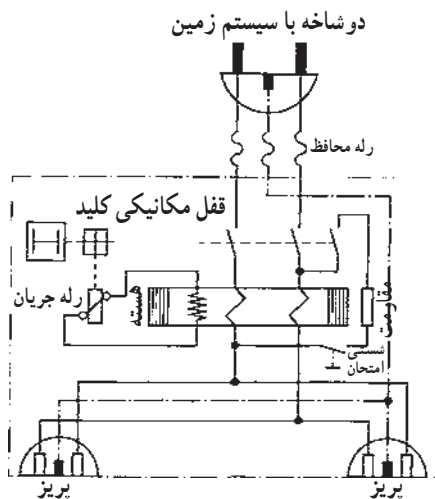 دوشاخه با سیستم زمین
رله محافظ
قفل مکانیکی کلید
رله جریان
هسته
مقاومت
شستی
امتحان
پریز
پریز